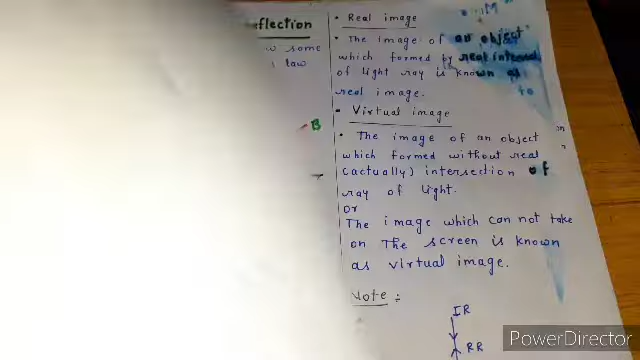 eflection
w some
law
B
• Real image
• The image of an object
which formed by real
of light ray is known as
real image.
to
• Virtual image
• The image of an object
which formed without real
(actually) intersection of
ray of light.
or
The image which can not take
on The screen is known
as virtual image.
Note :
IR
RR
PowerDirector